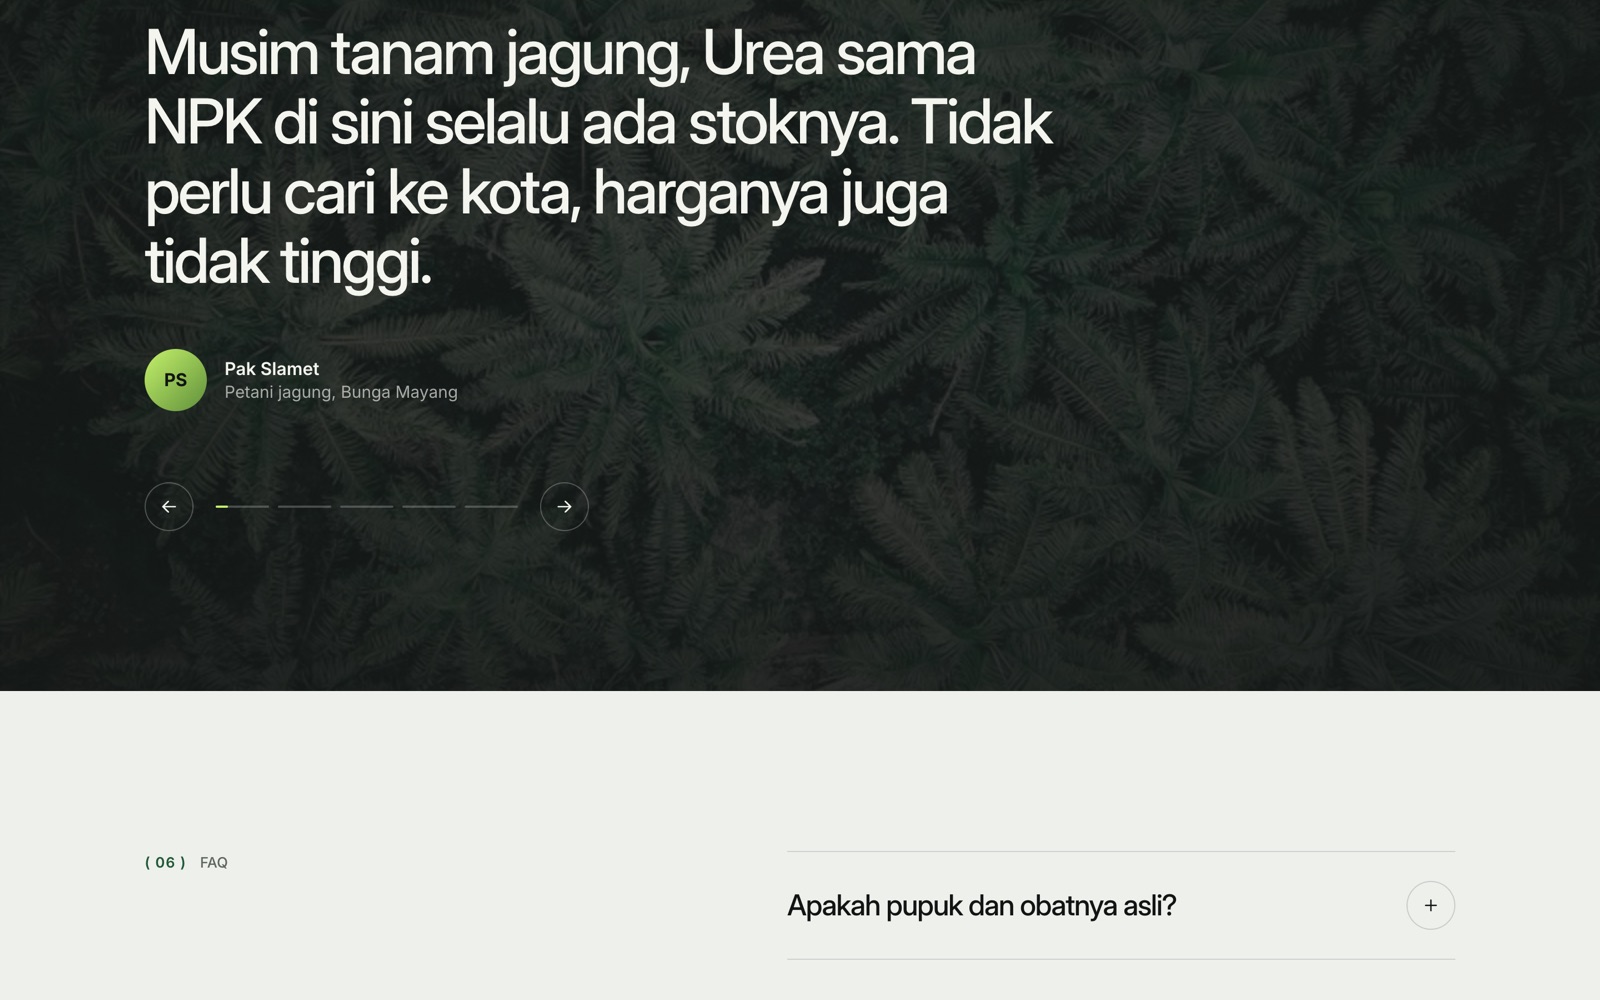 Musim tanam jagung, Urea sama
NPK di sini selalu ada stoknya. Tidak
perlu cari ke kota, harganya juga
tidak tinggi.
PS
Pak Slamet
Petani jagung, Bunga Mayang
( 06 ) FAQ
Apakah pupuk dan obatnya asli?